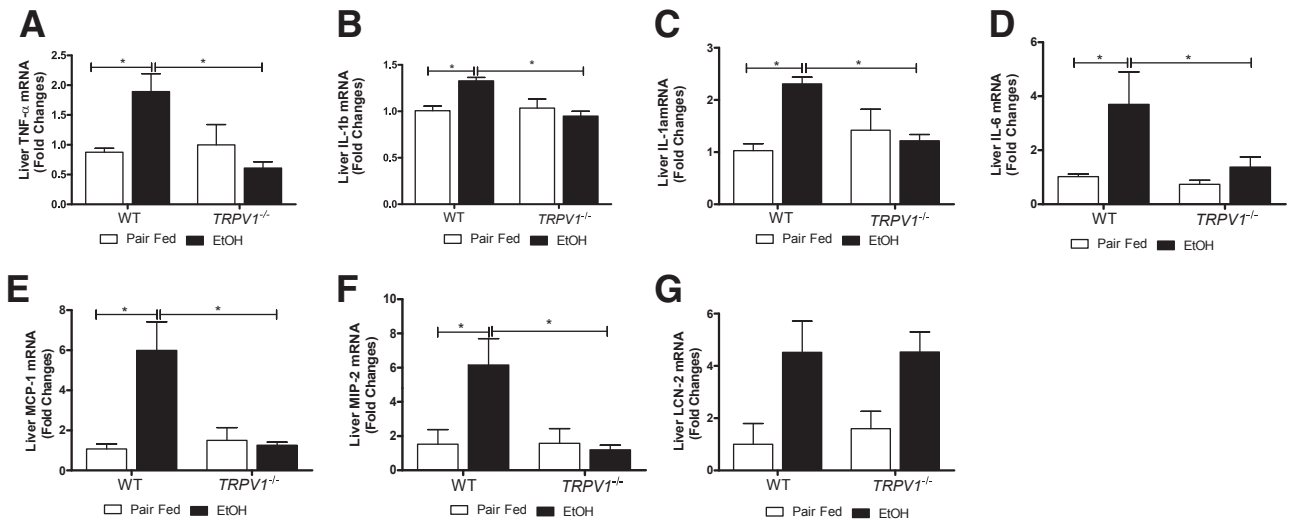 A
Liver TNF-α mRNA
(Fold Changes)
2.5
2.0
1.5
1.0
0.5
0.0
* *
WT TRPV1-/-
Pair Fed EtOH
B
Liver IL-1b mRNA
(Fold Changes)
1.5
1.0
0.5
0.0
* *
WT TRPV1-/-
Pair Fed EtOH
C
Liver IL-1amRNA
(Fold Changes)
3
2
1
0
* *
WT TRPV1-/-
Pair Fed EtOH
D
Liver IL-6 mRNA
(Fold Changes)
6
4
2
0
* *
WT TRPV1-/-
Pair Fed EtOH
E
Liver MCP-1 mRNA
(Fold Changes)
8
6
4
2
0
* *
WT TRPV1-/-
Pair Fed EtOH
F
Liver MIP-2 mRNA
(Fold Changes)
10
8
6
4
2
0
* *
WT TRPV1-/-
Pair Fed EtOH
G
Liver LCN-2 mRNA
(Fold Changes)
6
4
2
0
WT TRPV1-/-
Pair Fed EtOH